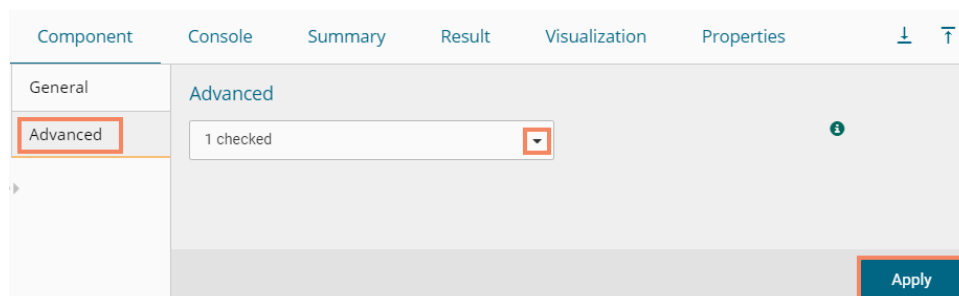 Component Console Summary Result Visualization Properties
General
Advanced
Advanced
1 checked
Apply